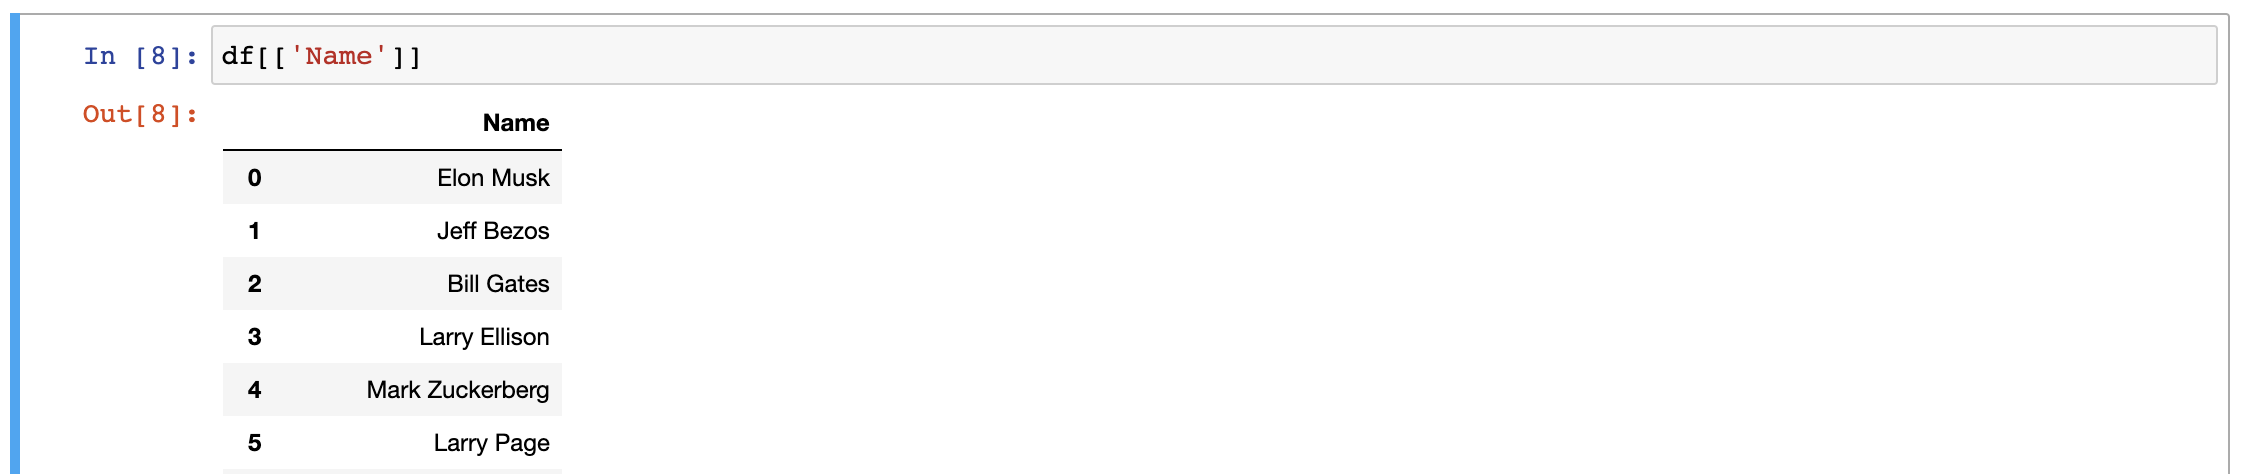 In [8]: df[['Name']]
Out[8]:
Name
0 Elon Musk
1 Jeff Bezos
2 Bill Gates
3 Larry Ellison
4 Mark Zuckerberg
5 Larry Page